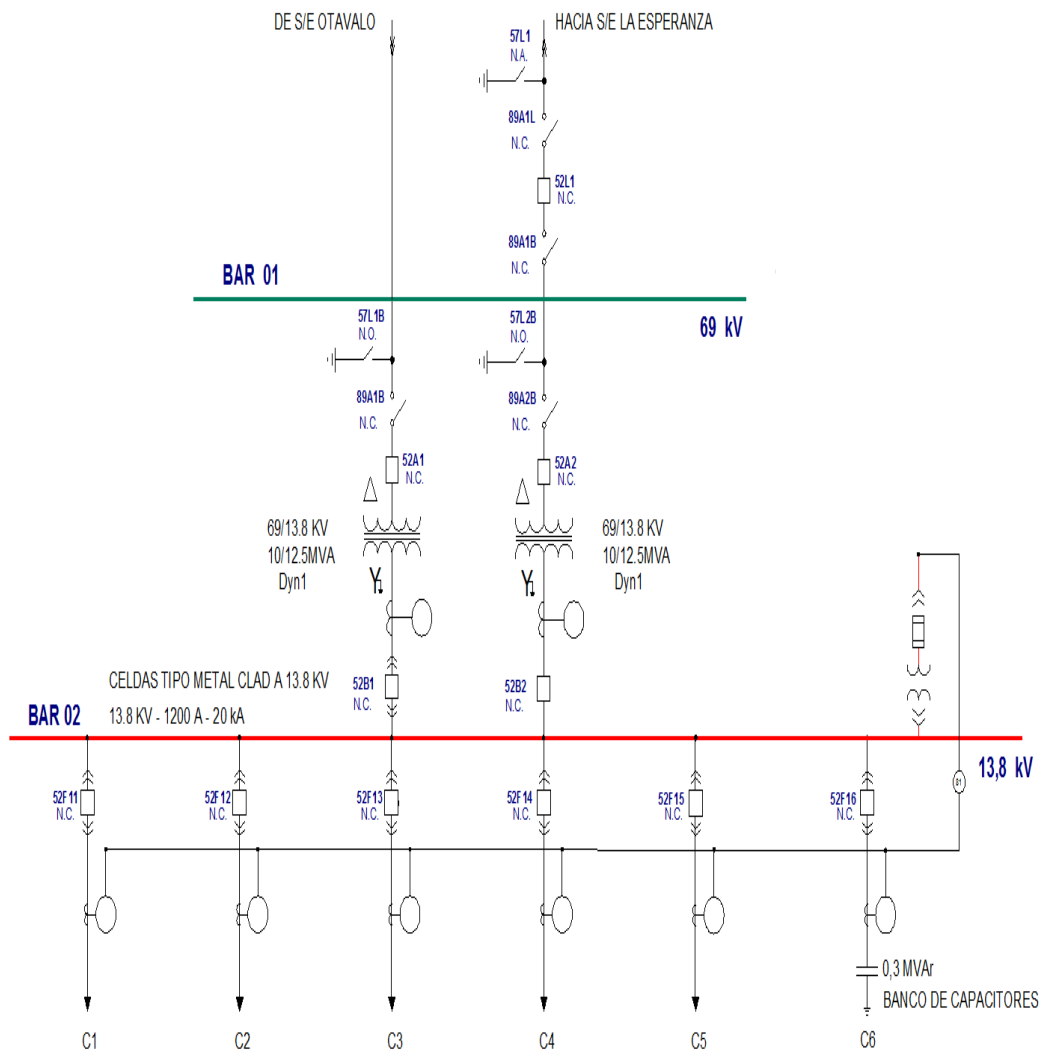 DE S/E OTAVALO
HACIA S/E LA ESPERANZA
57L1
N.A.
89A1L
N.C.
52L1
N.C.
89A1B
N.C.
BAR 01
69 kV
57L1B
N.O.
57L2B
N.O.
89A1B
N.C.
89A2B
N.C.
52A1
N.C.
52A2
N.C.
69/13.8 KV
10/12.5MVA
Dyn1
69/13.8 KV
10/12.5MVA
Dyn1
CELDAS TIPO METAL CLAD A 13.8 KV
13.8 KV - 1200 A - 20 kA
52B1
N.C.
52B2
N.C.
BAR 02
13,8 kV
52F11
N.C.
52F12
N.C.
52F13
N.C.
52F14
N.C.
52F15
N.C.
52F16
N.C.
81
0,3 MVAr
BANCO DE CAPACITORES
C1
C2
C3
C4
C5
C6